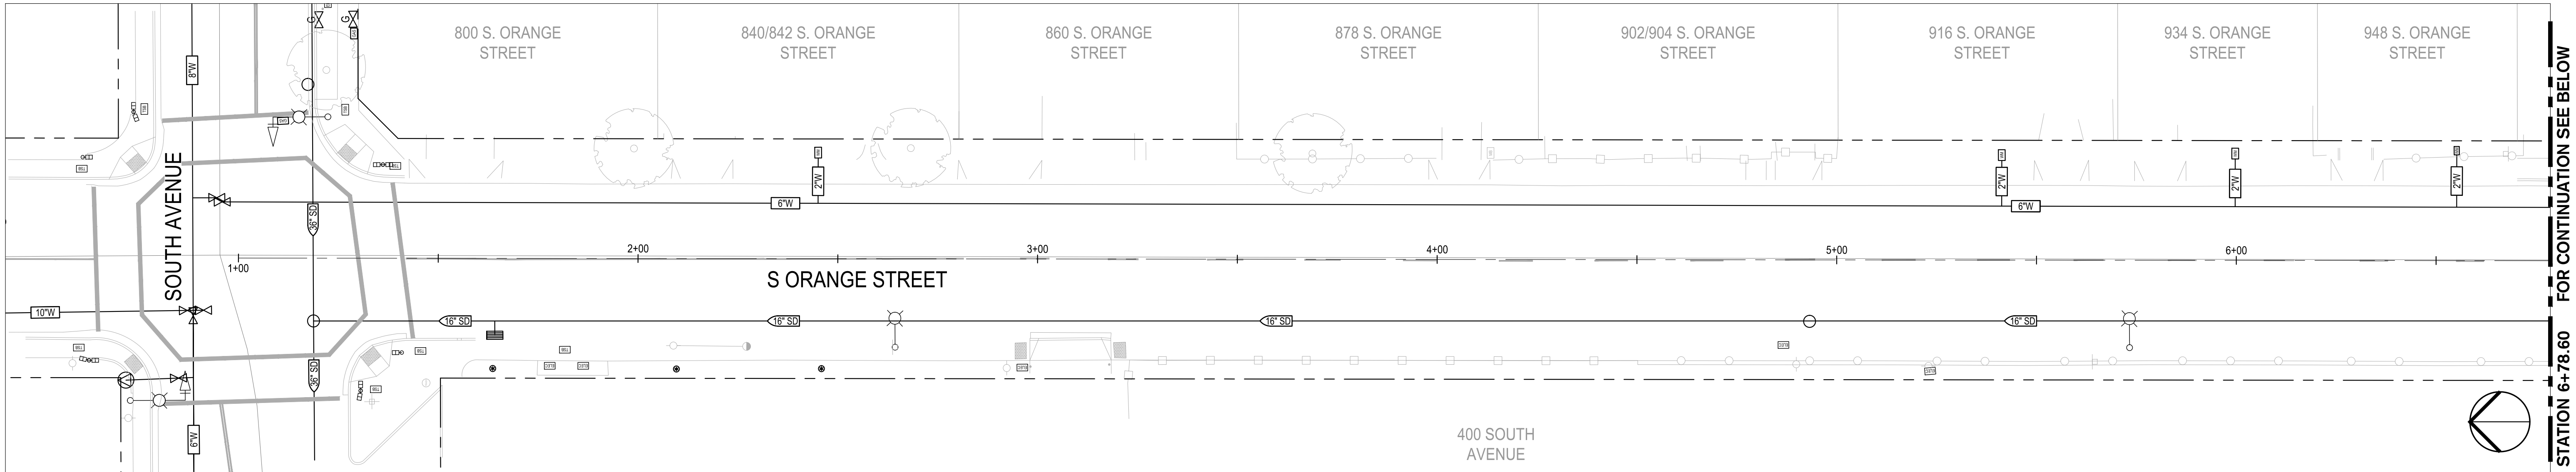 800 S. ORANGE
STREET
840/842 S. ORANGE
STREET
860 S. ORANGE
STREET
878 S. ORANGE
STREET
902/904 S. ORANGE
STREET
916 S. ORANGE
STREET
934 S. ORANGE
STREET
948 S. ORANGE
STREET
G
G
8"W
SOUTH AVENUE
36" SD
6"W
2"W
2"W
6"W
2"W
2"W
1+00
2+00
3+00
4+00
5+00
6+00
S ORANGE STREET
10"W
16" SD
16" SD
16" SD
16" SD
36" SD
6"W
400 SOUTH
AVENUE
STATION 6+78.60 FOR CONTINUATION SEE BELOW